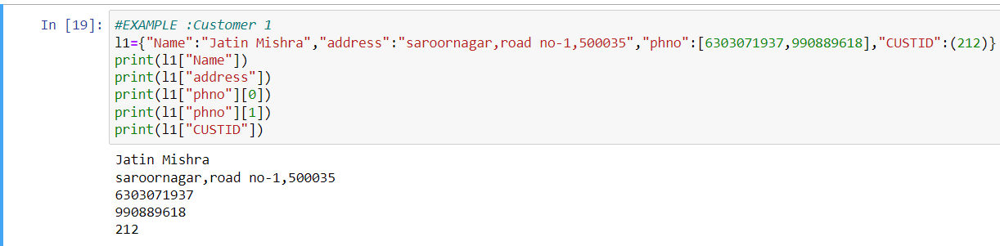 In [19]: #EXAMPLE :Customer 1
l1={"Name":"Jatin Mishra","address":"saroornagar,road no-1,500035","phno":[6303071937,990889618],"CUSTID":(212)}
print(l1["Name"])
print(l1["address"])
print(l1["phno"][0])
print(l1["phno"][1])
print(l1["CUSTID"])
Jatin Mishra
saroornagar,road no-1,500035
6303071937
990889618
212